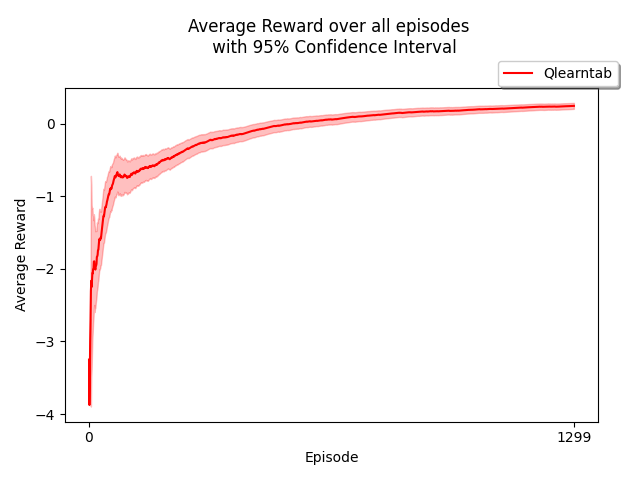 Average Reward over all episodes
with 95% Confidence Interval
Qlearntab
0
−1
−2
−3
−4
Average Reward
0
1299
Episode